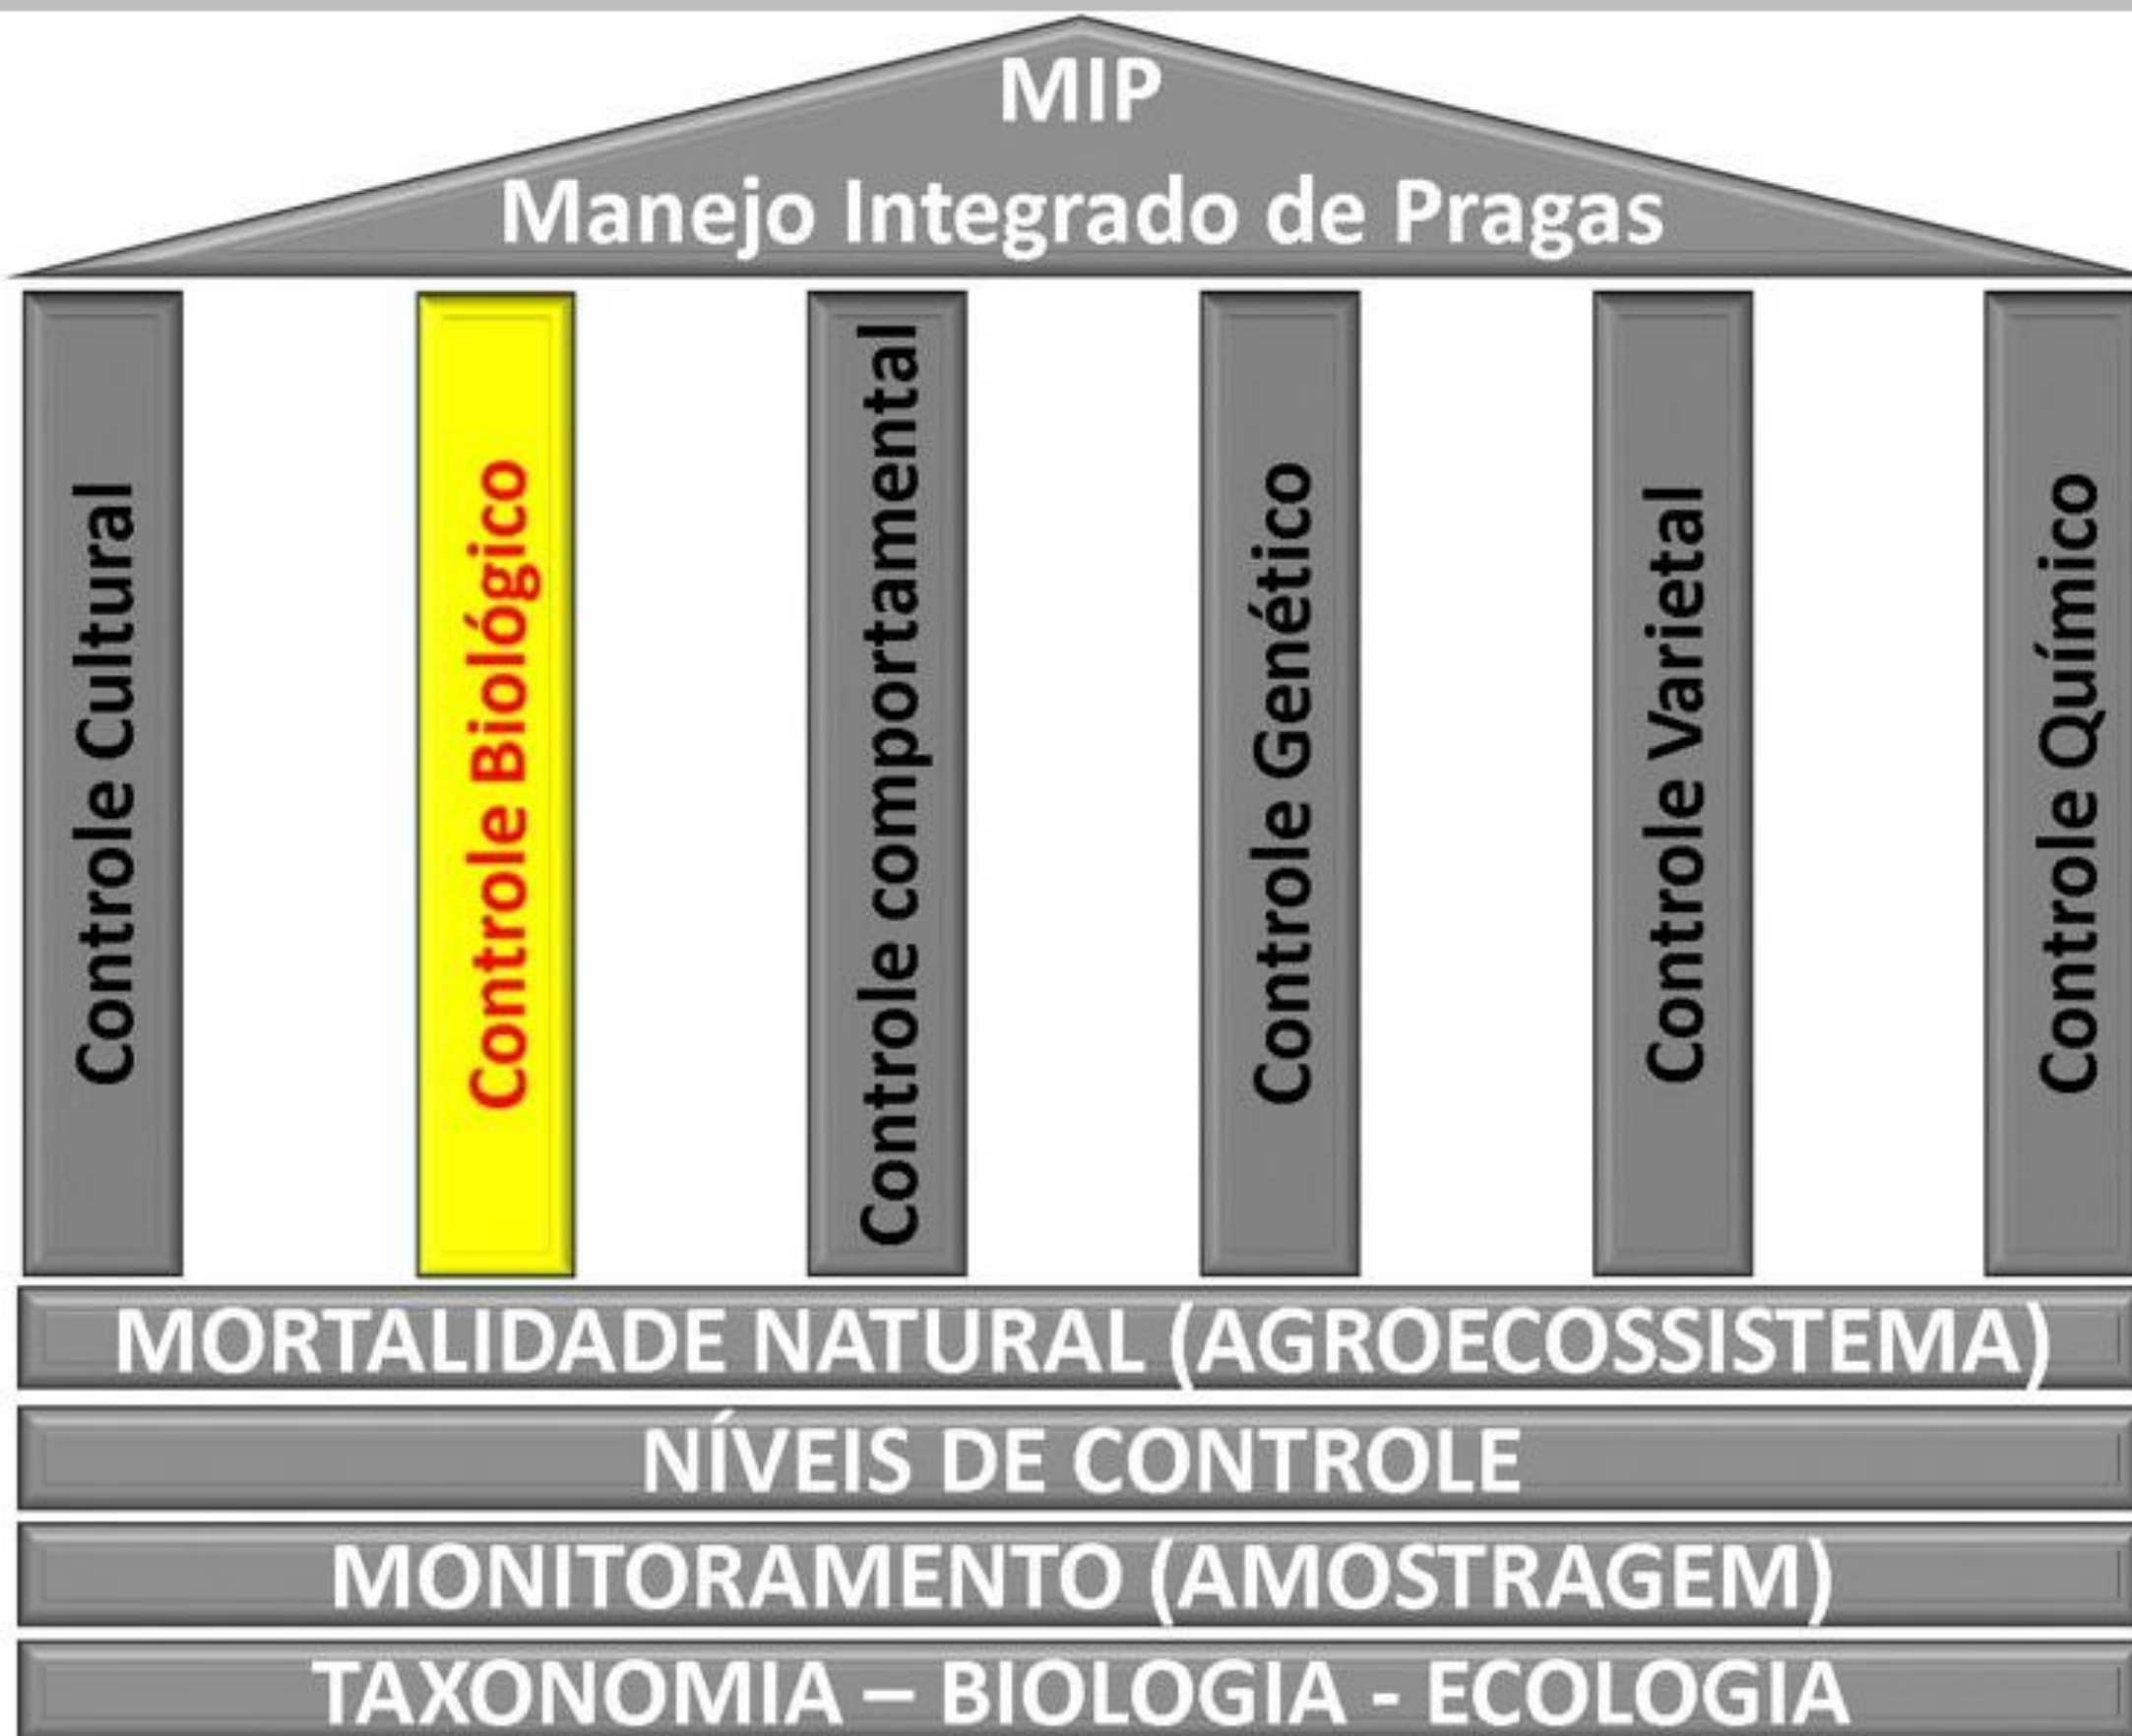 MIP
Manejo Integrado de Pragas
Controle Cultural
Controle Biológico
Controle comportamental
Controle Genético
Controle Varietal
Controle Químico
MORTALIDADE NATURAL (AGROECOSSISTEMA)
NÍVEIS DE CONTROLE
MONITORAMENTO (AMOSTRAGEM)
TAXONOMIA – BIOLOGIA - ECOLOGIA